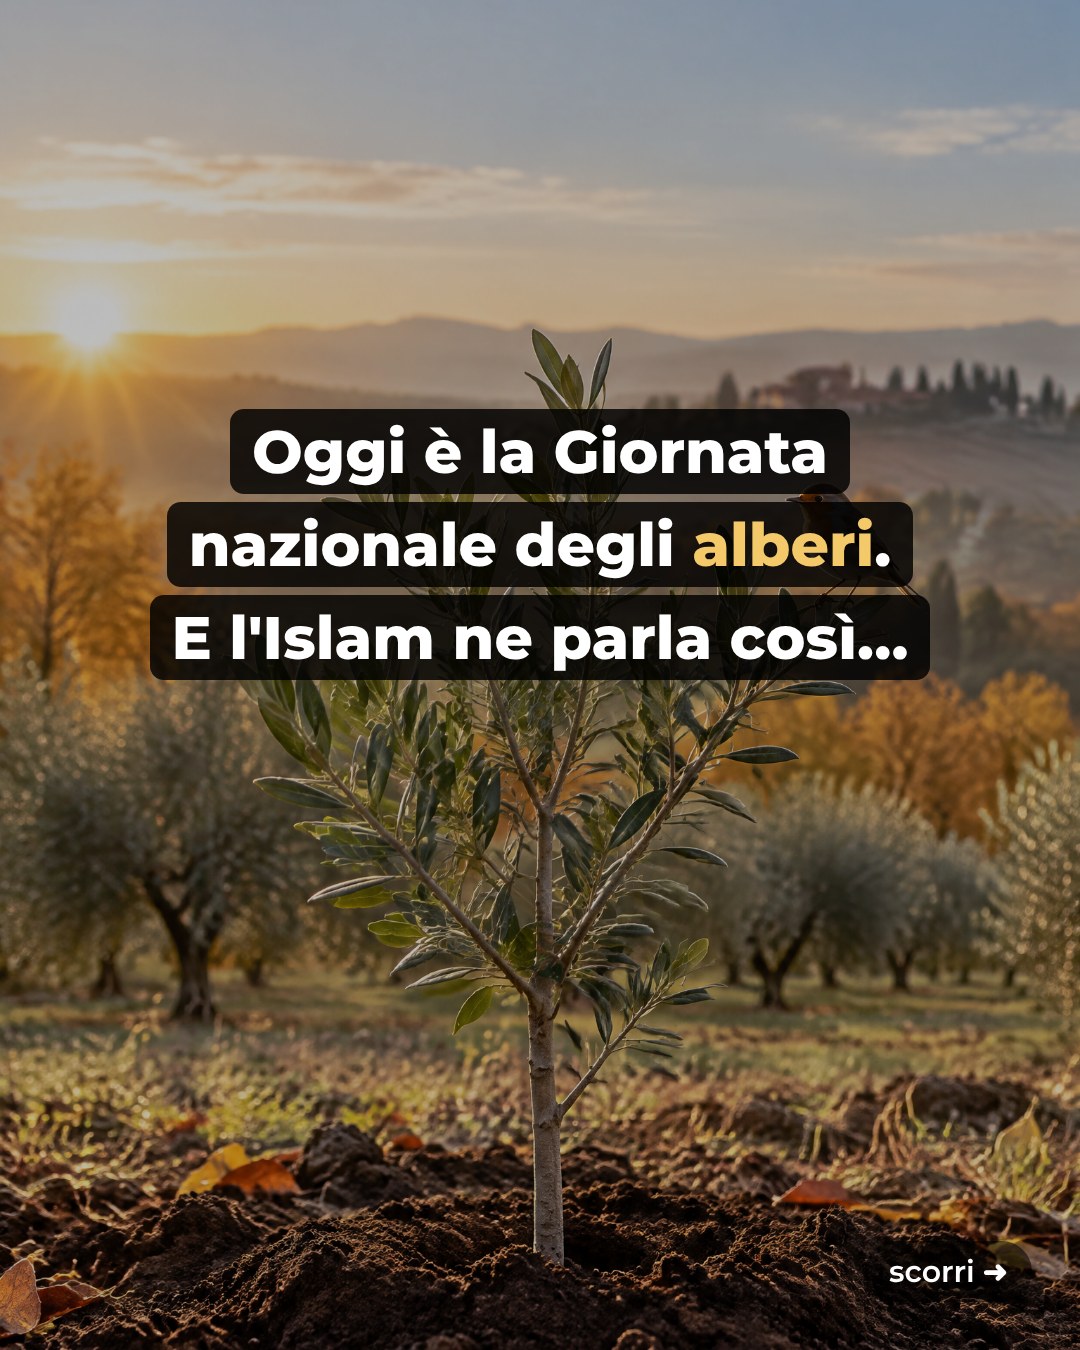 Oggi è la Giornata
nazionale degli alberi.
E l'Islam ne parla così...
scorri ➜